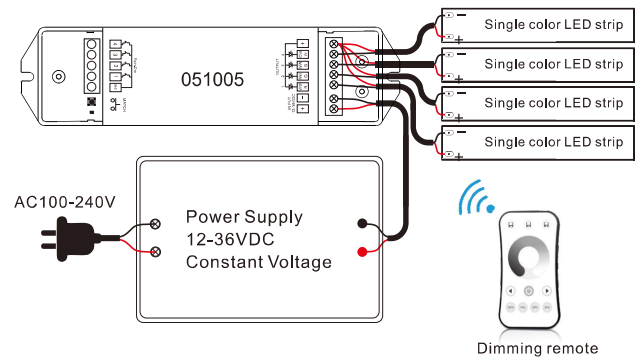 Single color LED strip
Single color LED strip
Single color LED strip
Single color LED strip
051005
OUTPUT
AC100-240V
Power Supply
12-36VDC
Constant Voltage
Dimming remote